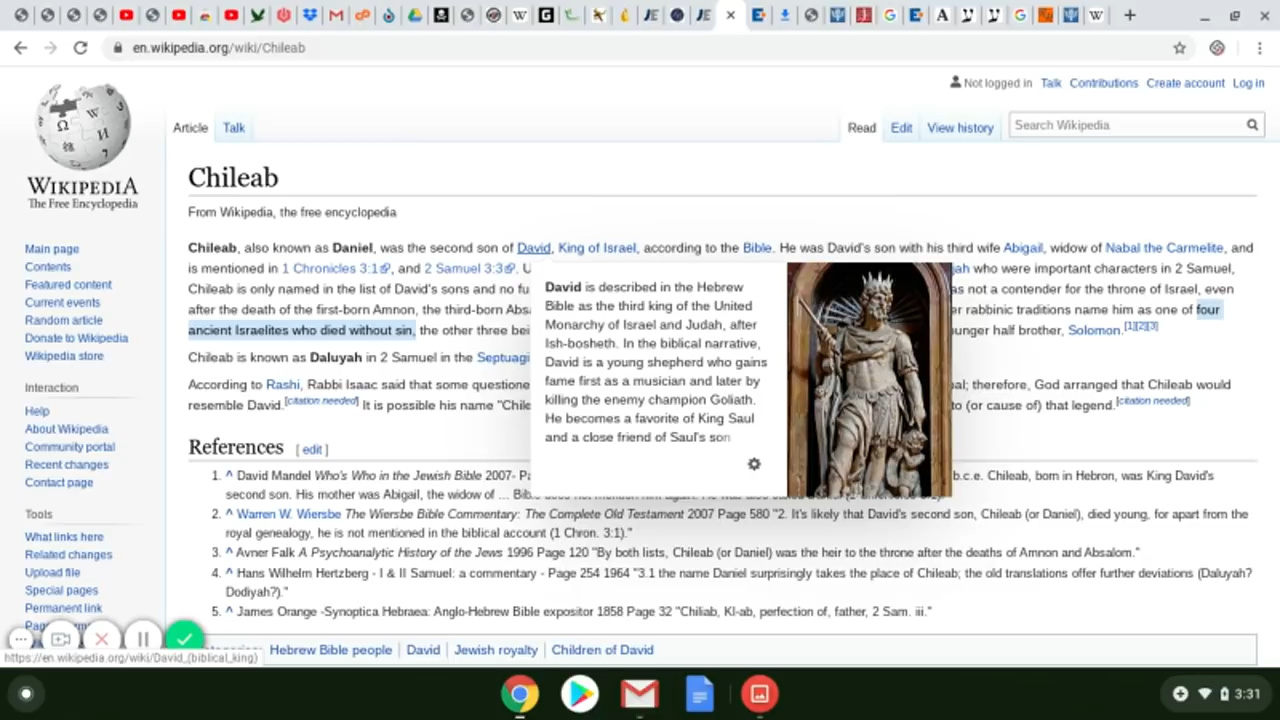 en.wikipedia.org/wiki/Chileab
Not logged in Talk Contributions Create account Log in
Article Talk Read Edit View history Search Wikipedia
WIKIPEDIA
The Free Encyclopedia
Main page
Contents
Featured content
Current events
Random article
Donate to Wikipedia
Wikipedia store
Interaction
Help
About Wikipedia
Community portal
Recent changes
Contact page
Tools
What links here
Related changes
Upload file
Special pages
Permanent link
Chileab
From Wikipedia, the free encyclopedia
Chileab, also known as Daniel, was the second son of David, King of Israel, according to the Bible. He was David's son with his third wife Abigail, widow of Nabal the Carmelite, and
is mentioned in 1 Chronicles 3:1, and 2 Samuel 3:3. U jah who were important characters in 2 Samuel,
Chileab is only named in the list of David's sons and no fu as not a contender for the throne of Israel, even
after the death of the first-born Amnon, the third-born Absa er rabbinic traditions name him as one of four
ancient Israelites who died without sin, the other three bei unger half brother, Solomon.[1][2][3]
Chileab is known as Daluyah in 2 Samuel in the Septuagi
According to Rashi, Rabbi Isaac said that some questione al; therefore, God arranged that Chileab would
resemble David.[citation needed] It is possible his name "Chile to (or cause of) that legend.[citation needed]
David is described in the Hebrew
Bible as the third king of the United
Monarchy of Israel and Judah, after
Ish-bosheth. In the biblical narrative,
David is a young shepherd who gains
fame first as a musician and later by
killing the enemy champion Goliath.
He becomes a favorite of King Saul
and a close friend of Saul's son
References [ edit ]
1. ^ David Mandel Who's Who in the Jewish Bible 2007- Pa b.c.e. Chileab, born in Hebron, was King David's
second son. His mother was Abigail, the widow of ... Bib
2. ^ Warren W. Wiersbe The Wiersbe Bible Commentary: The Complete Old Testament 2007 Page 580 "2. It's likely that David's second son, Chileab (or Daniel), died young, for apart from the
royal genealogy, he is not mentioned in the biblical account (1 Chron. 3:1)."
3. ^ Avner Falk A Psychoanalytic History of the Jews 1996 Page 120 "By both lists, Chileab (or Daniel) was the heir to the throne after the deaths of Amnon and Absalom."
4. ^ Hans Wilhelm Hertzberg - I & II Samuel: a commentary - Page 254 1964 "3.1 the name Daniel surprisingly takes the place of Chileab; the old translations offer further deviations (Daluyah?
Dodiyah?)."
5. ^ James Orange -Synoptica Hebraea: Anglo-Hebrew Bible expositor 1858 Page 32 "Chiliab, Kl-ab, perfection of, father, 2 Sam. iii."
Hebrew Bible people | David | Jewish royalty | Children of David
https://en.wikipedia.org/wiki/David_(biblical_king)
3:31